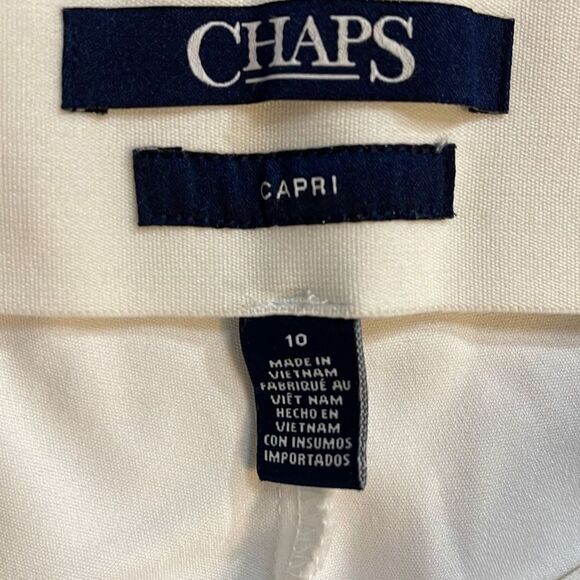 CHAPS
CAPRI
10
MADE IN
VIETNAM
FABRIQUÉ AU
VIÊT NAM
HECHO EN
VIETNAM
CON INSUMOS
IMPORTADOS